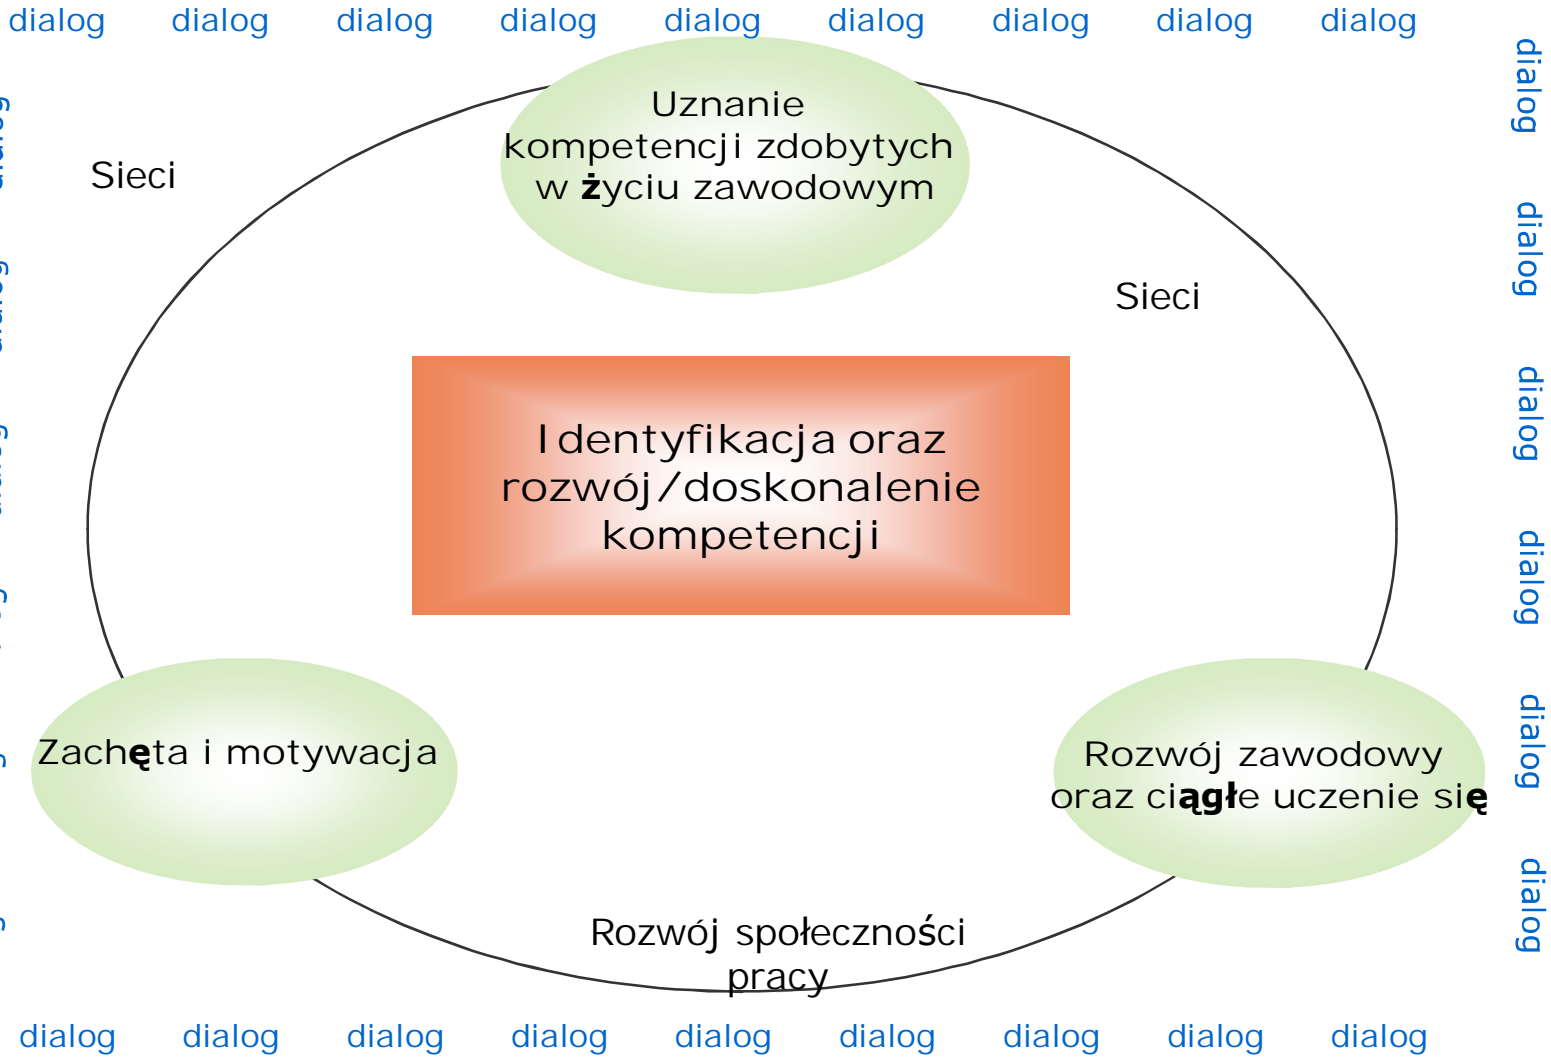 dialog dialog dialog dialog dialog dialog dialog dialog dialog
Uznanie
kompetencji zdobytych
w życiu zawodowym
Sieci
Sieci
Identyfikacja oraz
rozwój/doskonalenie
kompetencji
Zachęta i motywacja
Rozwój zawodowy
oraz ciągłe uczenie się
Rozwój społeczności
pracy
dialog
dialog
dialog
dialog
dialog
dialog
dialog dialog dialog dialog dialog dialog dialog dialog dialog